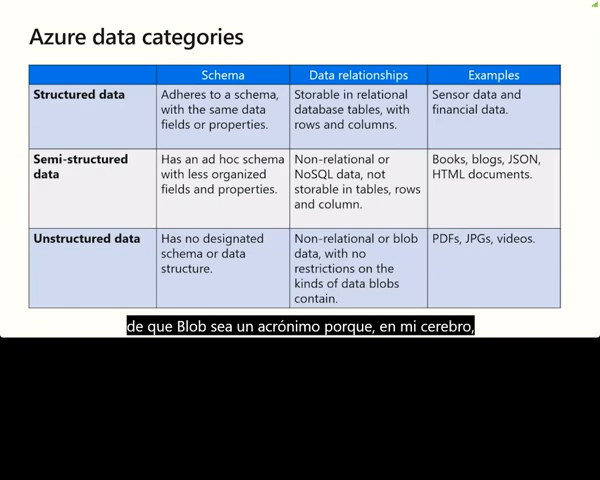 Azure data categories
Schema
Data relationships
Examples
Structured data
Adheres to a schema,
with the same data
fields or properties.
Storable in relational
database tables, with
rows and columns.
Sensor data and
financial data.
Semi-structured
data
Has an ad hoc schema
with less organized
fields and properties.
Non-relational or
NoSQL data, not
storable in tables, rows
and column.
Books, blogs, JSON,
HTML documents.
Unstructured data
Has no designated
schema or data
structure.
Non-relational or blob
data, with no
restrictions on the
kinds of data blobs
contain.
PDFs, JPGs, videos.
de que Blob sea un acrónimo porque, en mi cerebro,